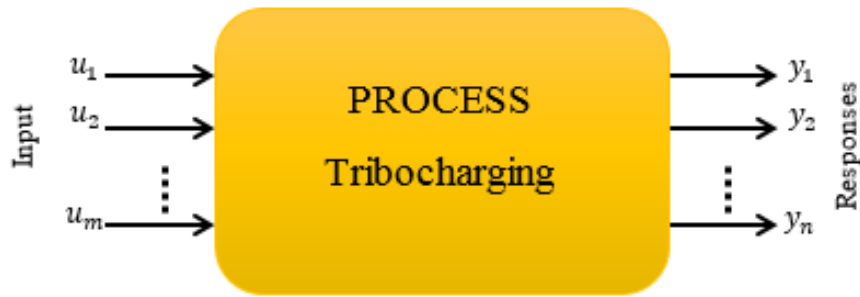 Input
u₁
u₂
uₘ
PROCESS
Tribocharging
y₁
y₂
yₙ
Responses